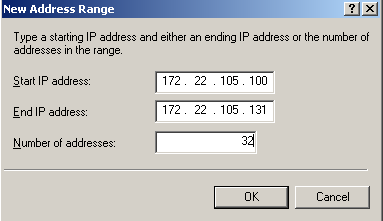 New Address Range
? X
Type a starting IP address and either an ending IP address or the number of
addresses in the range.
Start IP address: 172 . 22 . 105 . 100
End IP address: 172 . 22 . 105 . 131
Number of addresses: 32
OK Cancel